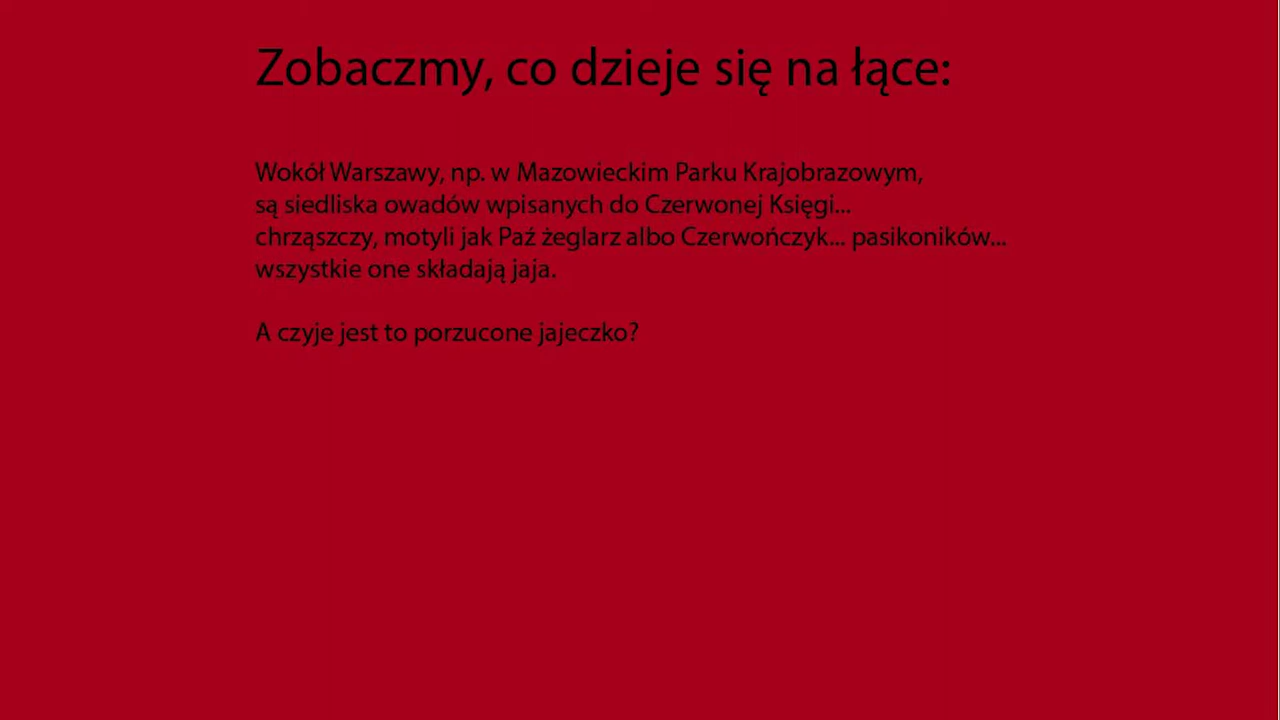 Zobaczmy, co dzieje się na łące:
Wokół Warszawy, np. w Mazowieckim Parku Krajobrazowym,
są siedliska owadów wpisanych do Czerwonej Księgi...
chrząszczy, motyli jak Paź żeglarz albo Czerwończyk... pasikoników...
wszystkie one składają jaja.
A czyje jest to porzucone jajeczko?